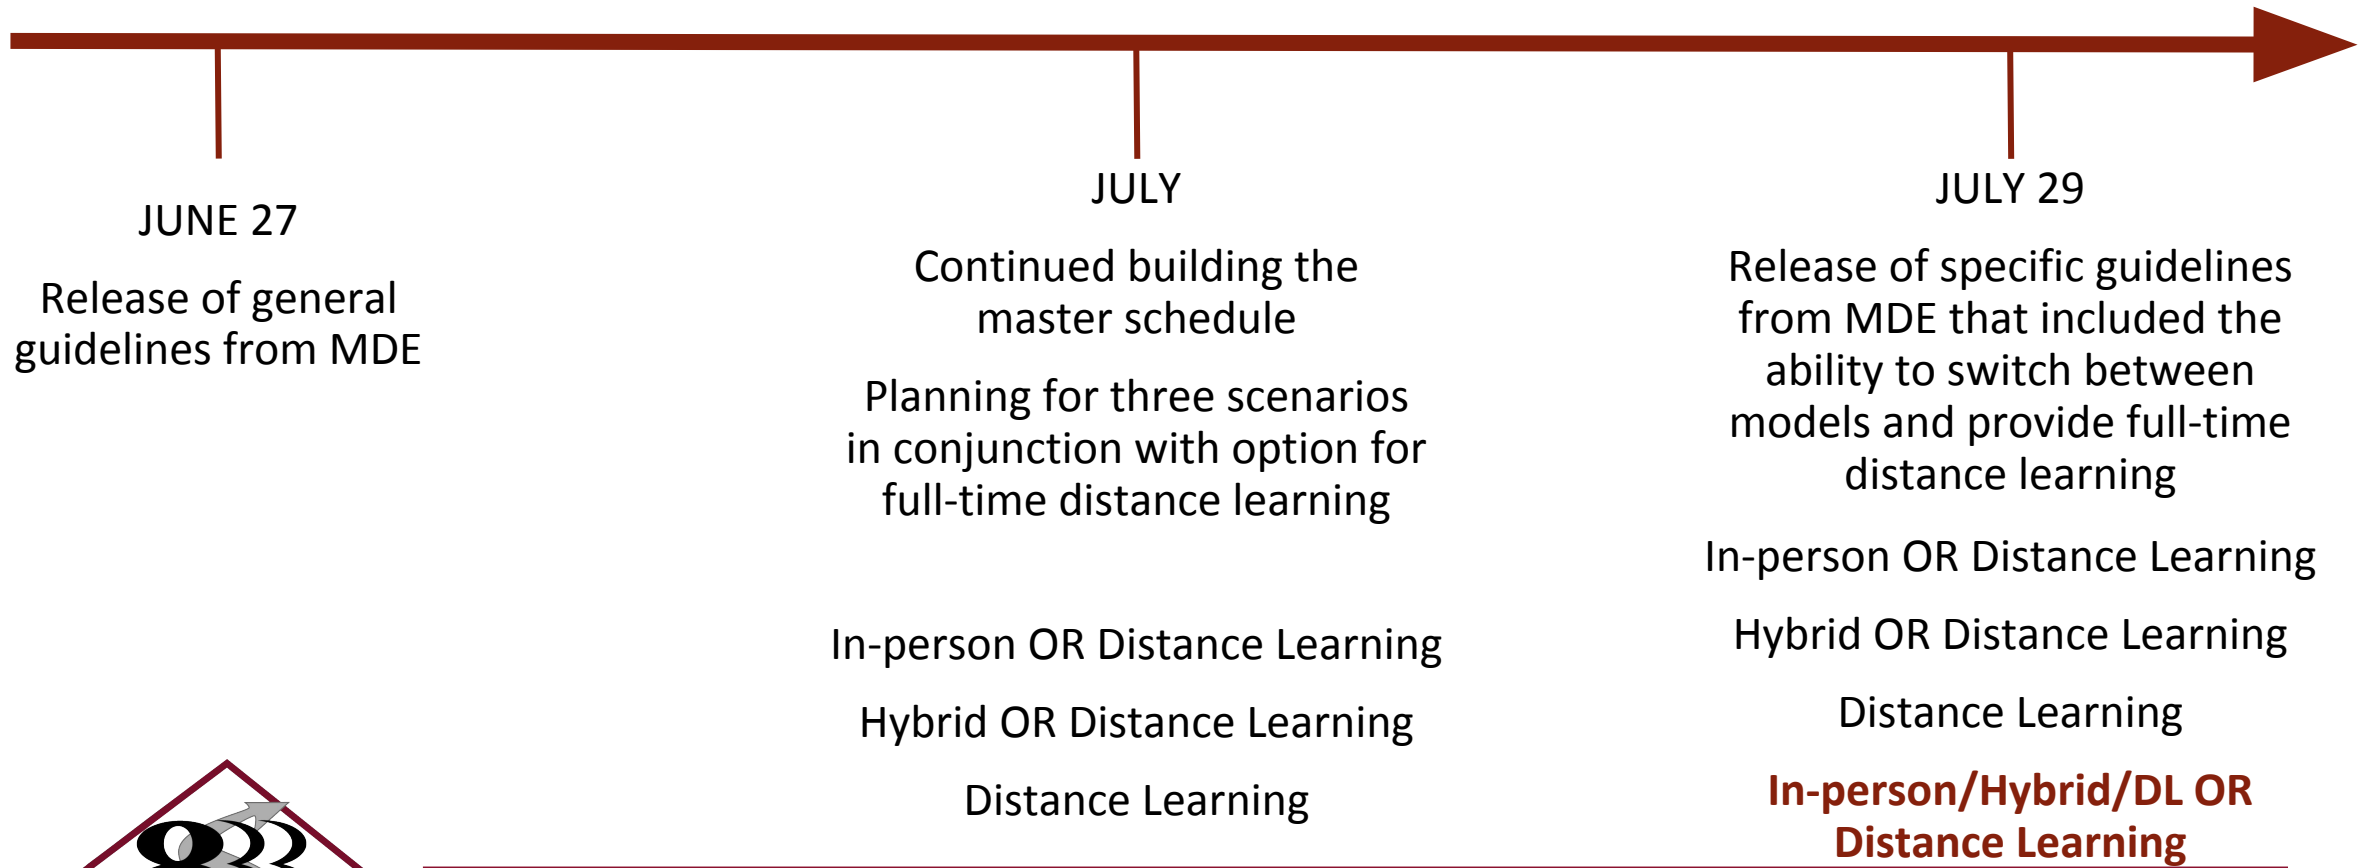 JUNE 27
Release of general
guidelines from MDE
JULY
Continued building the
master schedule
Planning for three scenarios
in conjunction with option for
full-time distance learning
In-person OR Distance Learning
Hybrid OR Distance Learning
Distance Learning
JULY 29
Release of specific guidelines
from MDE that included the
ability to switch between
models and provide full-time
distance learning
In-person OR Distance Learning
Hybrid OR Distance Learning
Distance Learning
In-person/Hybrid/DL OR
Distance Learning
833